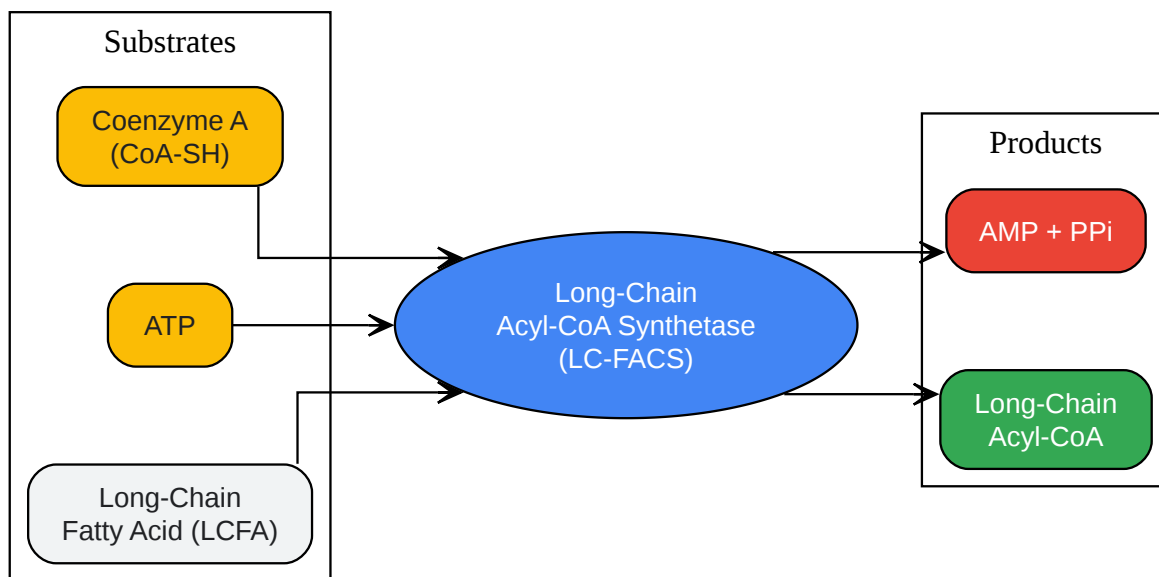 Substrates
Coenzyme A
(CoA-SH)
ATP
Long-Chain
Fatty Acid (LCFA)
Long-Chain
Acyl-CoA Synthetase
(LC-FACS)
Products
AMP + PPi
Long-Chain
Acyl-CoA